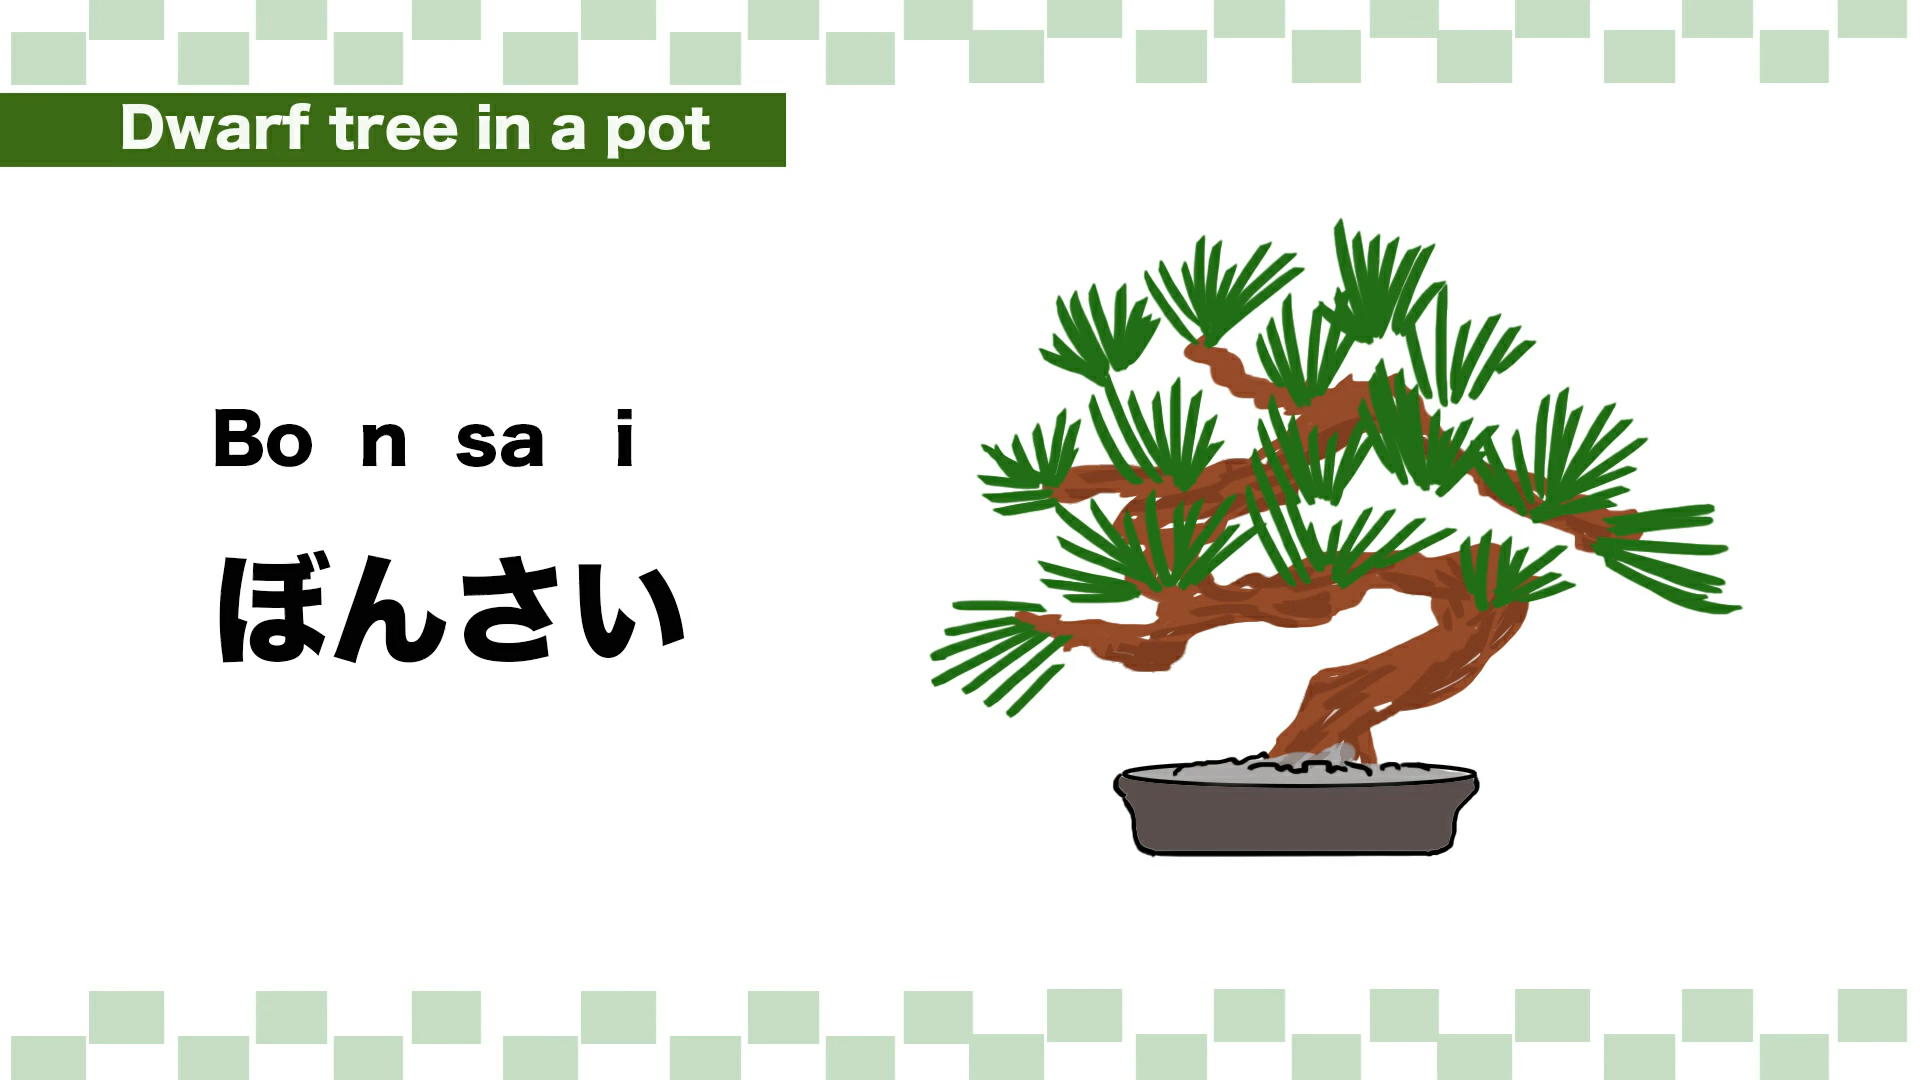 Dwarf tree in a pot
Bo n sa i
ぼんさい